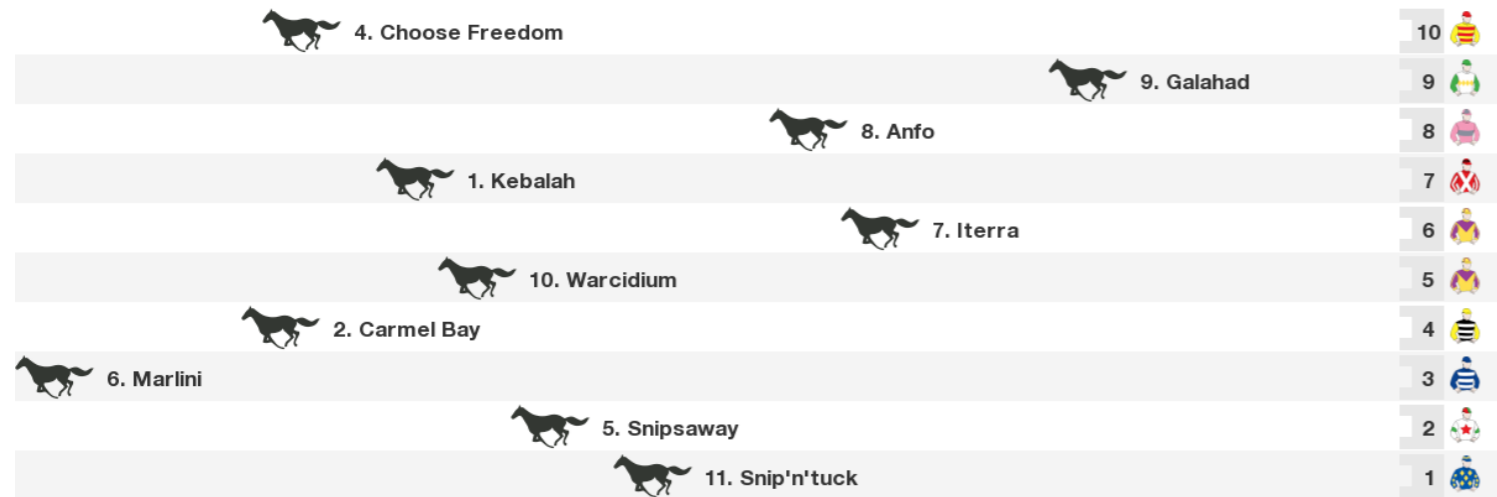 4. Choose Freedom 10
9. Galahad 9
8. Anfo 8
1. Kebalah 7
7. Iterra 6
10. Warcidium 5
2. Carmel Bay 4
6. Marlini 3
5. Snipsaway 2
11. Snip'n'tuck 1